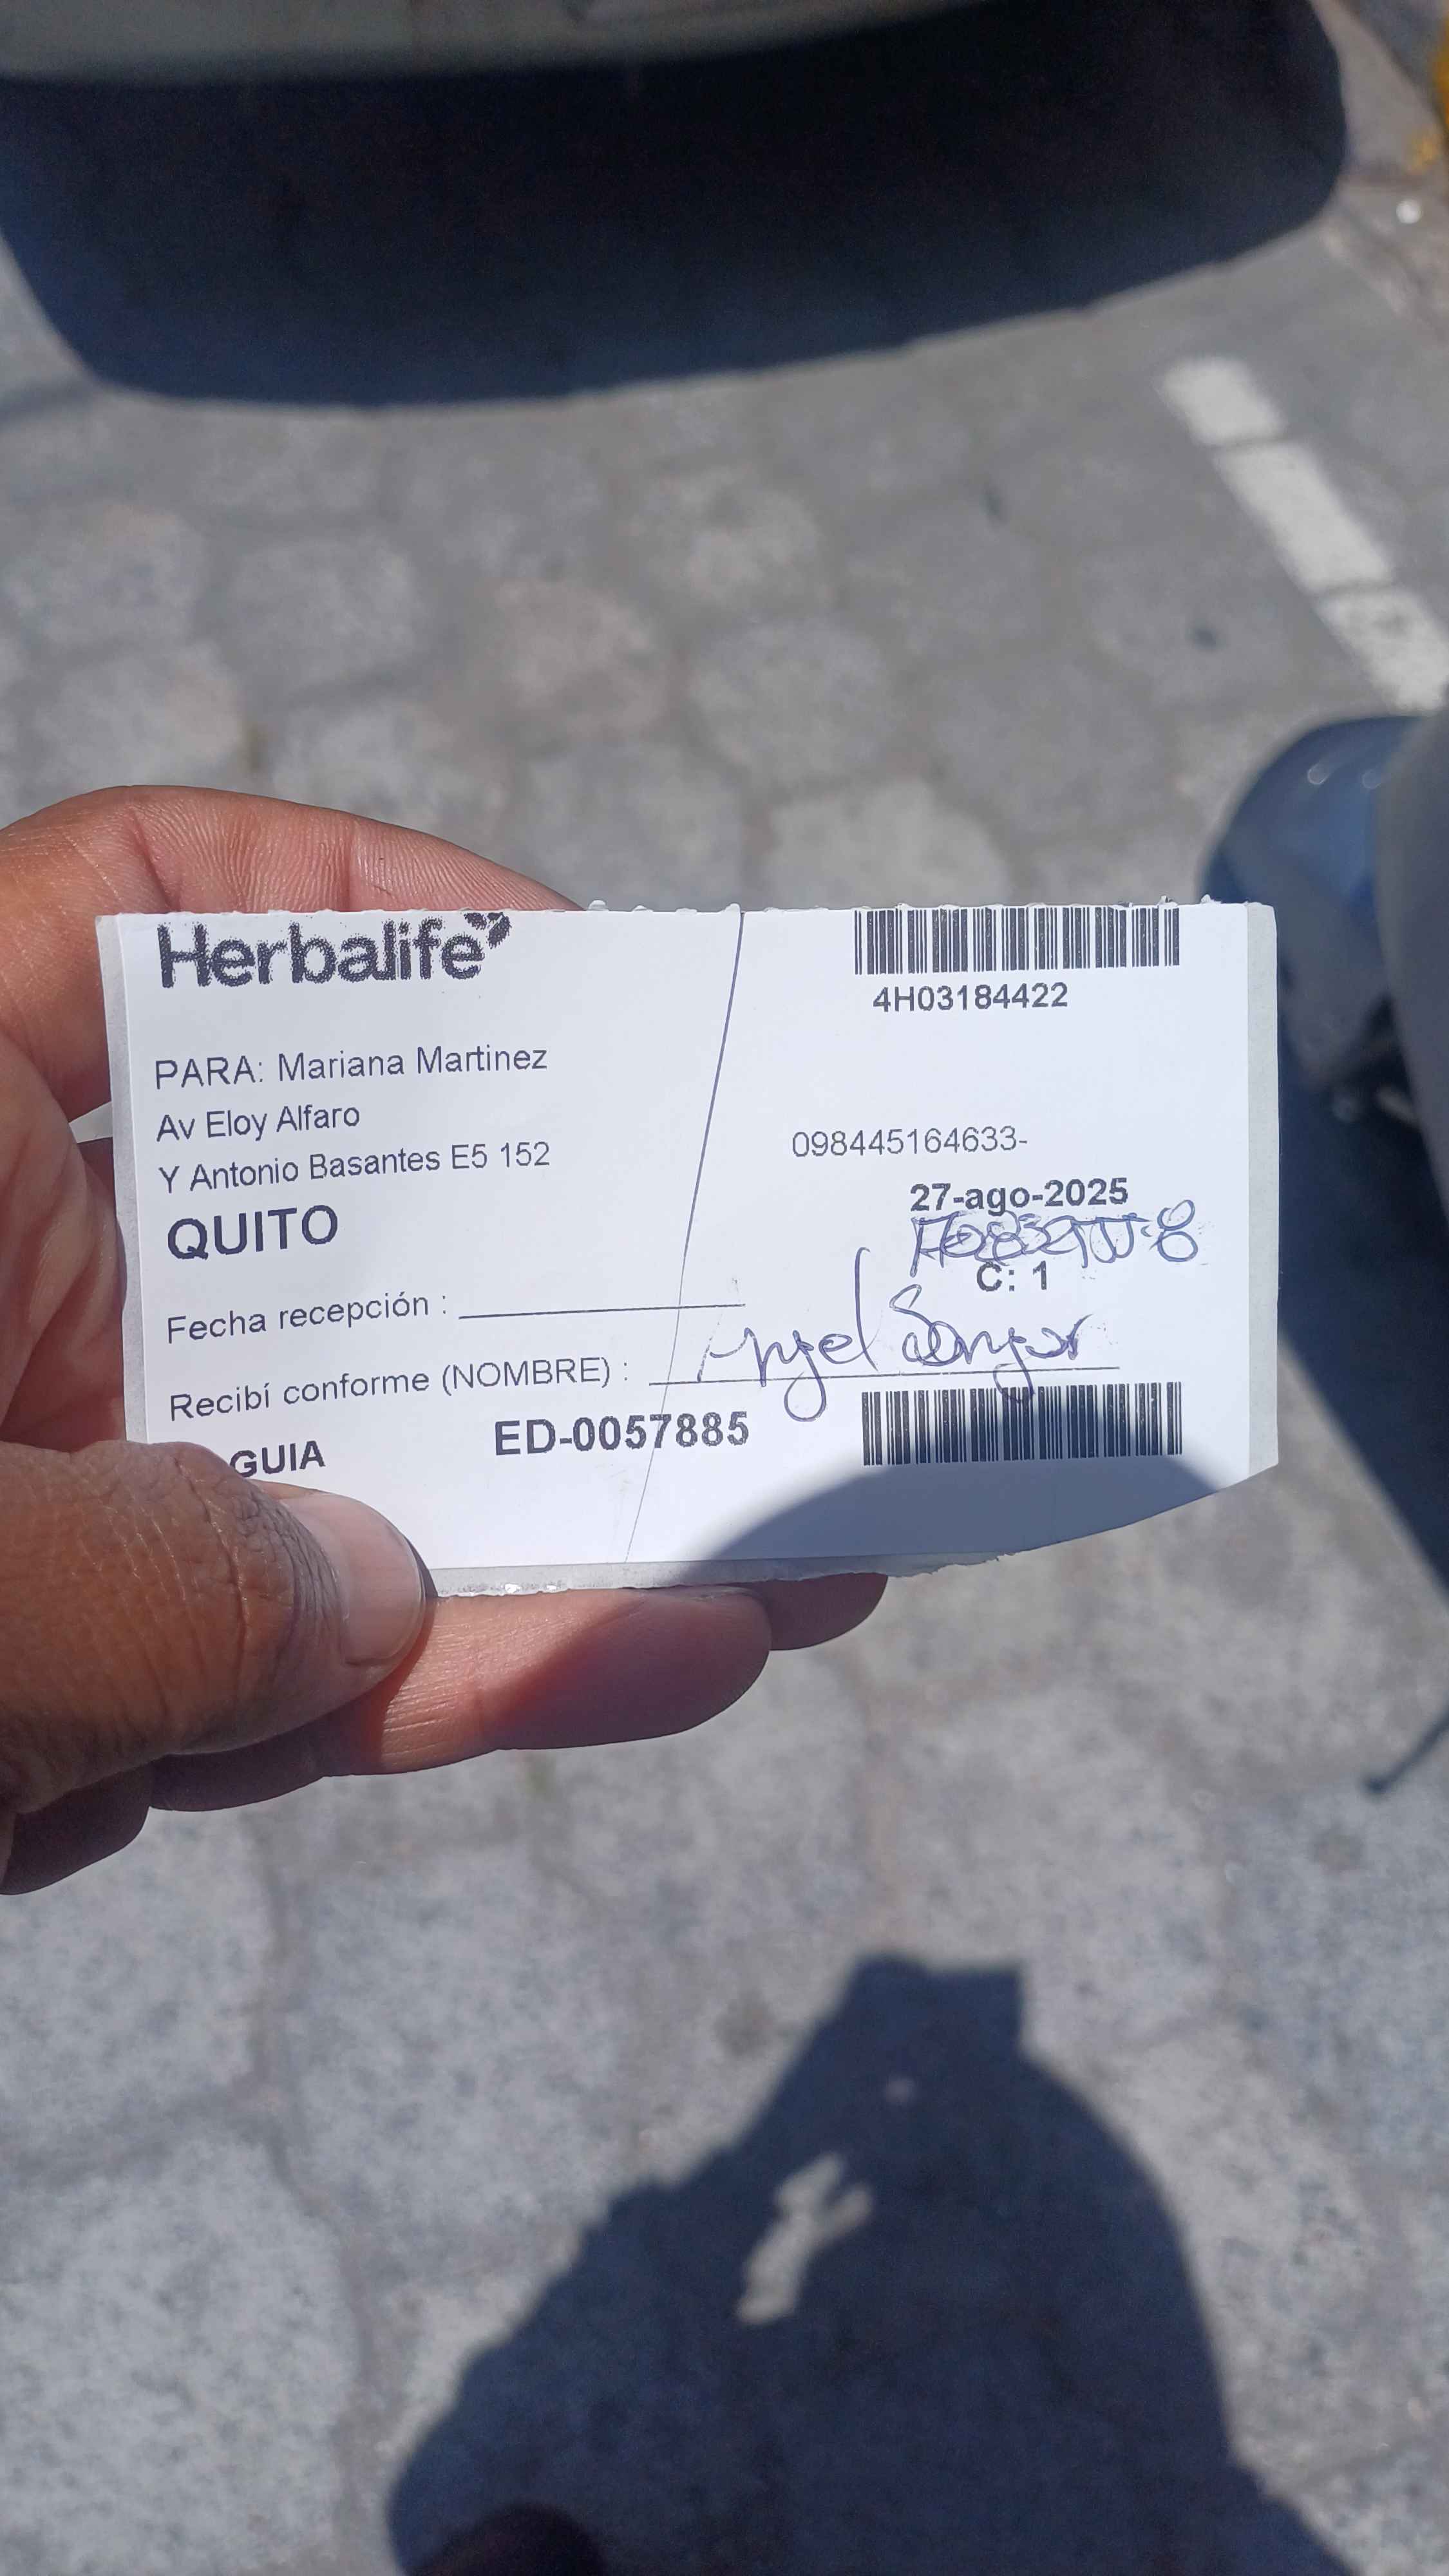 Herbalife
4H03184422
PARA: Mariana Martinez
Av Eloy Alfaro
Y Antonio Basantes E5 152
098445164633-
QUITO
27-ago-2025
C: 1
Fecha recepción :
Recibí conforme (NOMBRE) : Angel
GUIA ED-0057885